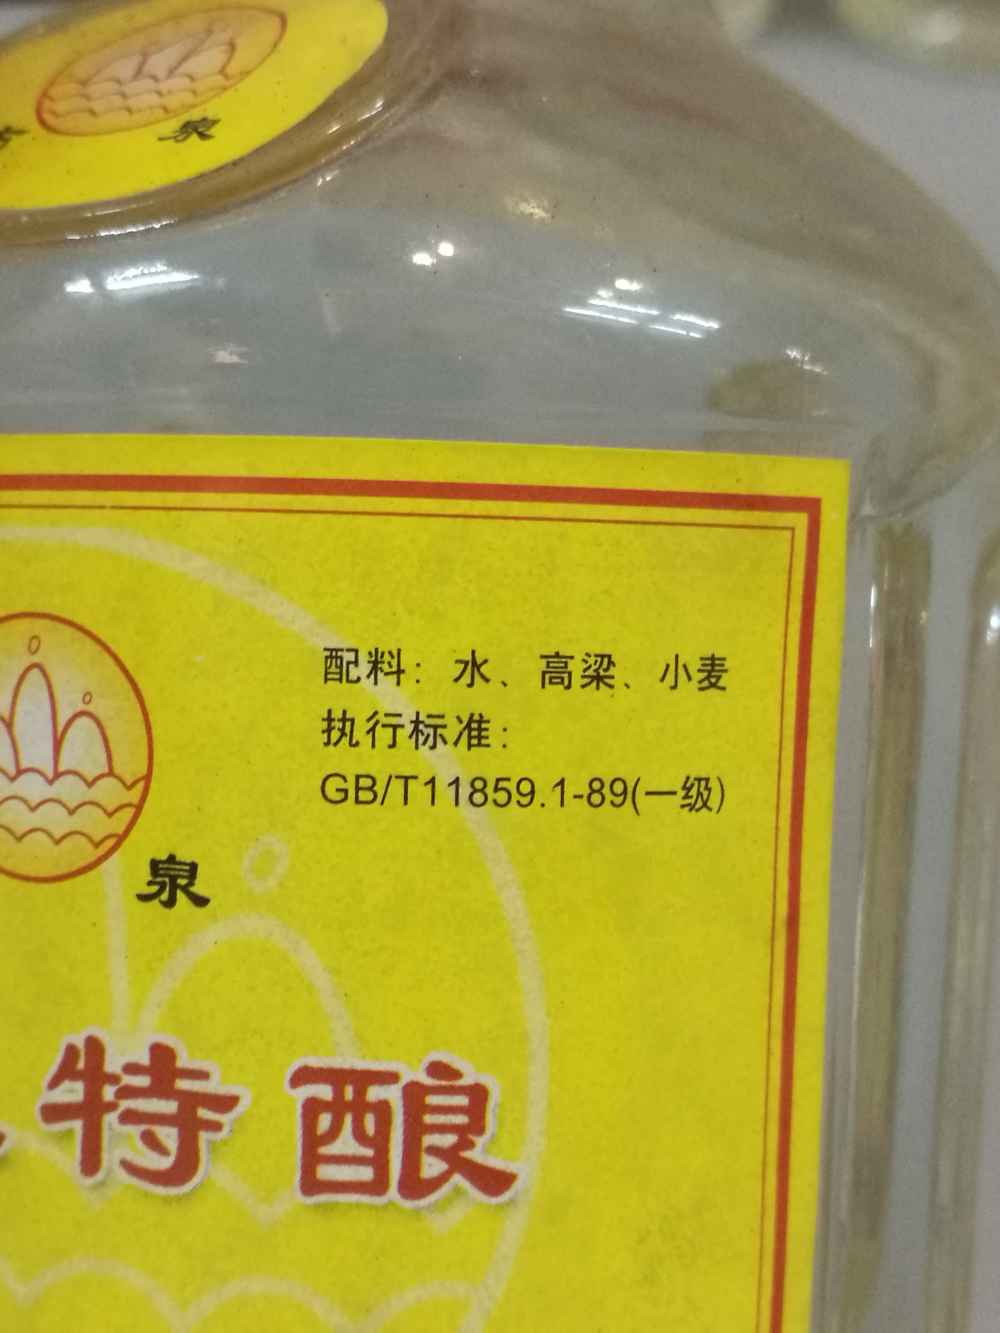 泉
配料：水、高梁、小麦
执行标准：
GB/T11859.1-89(一级)
泉
特酿